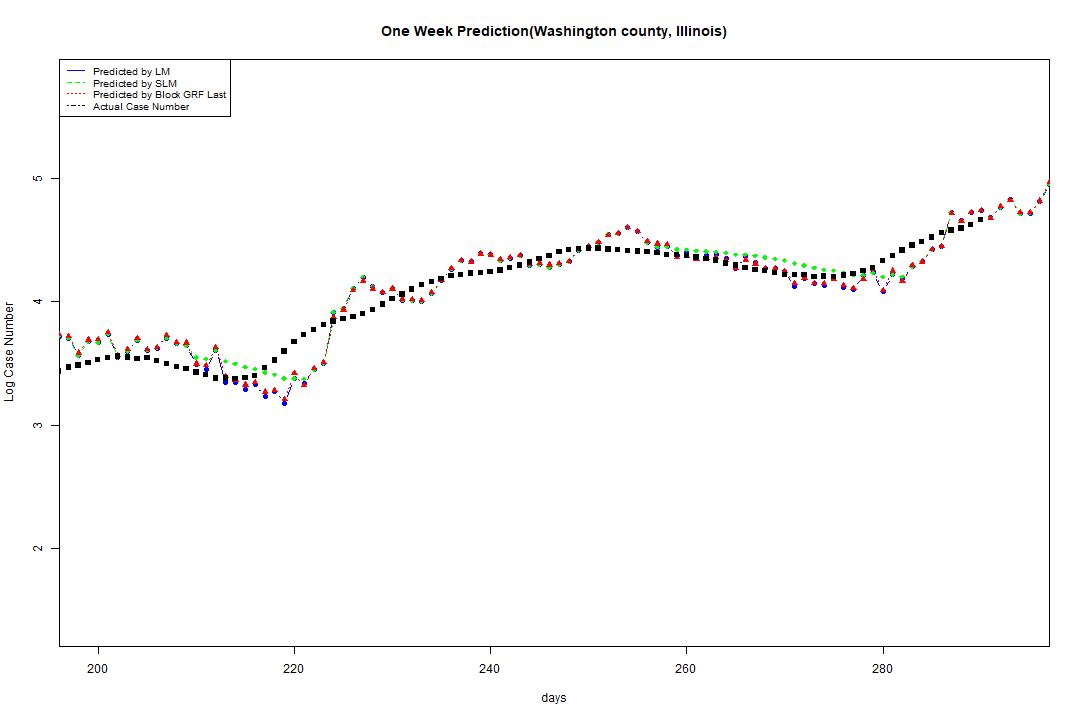 One Week Prediction(Washington county, Illinois)
Predicted by LM
Predicted by SLM
Predicted by Block GRF Last
Actual Case Number
5
4
3
2
Log Case Number
200 220 240 260 280
days